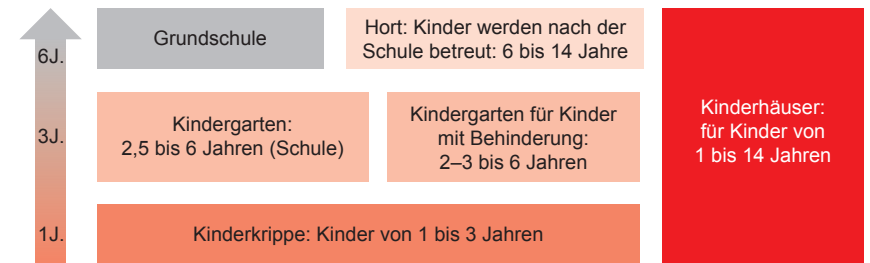 6J.
Grundschule
Hort: Kinder werden nach der
Schule betreut: 6 bis 14 Jahre
3J.
Kindergarten:
2,5 bis 6 Jahren (Schule)
Kindergarten für Kinder
mit Behinderung:
2–3 bis 6 Jahren
Kinderhäuser:
für Kinder von
1 bis 14 Jahren
1J.
Kinderkrippe: Kinder von 1 bis 3 Jahren